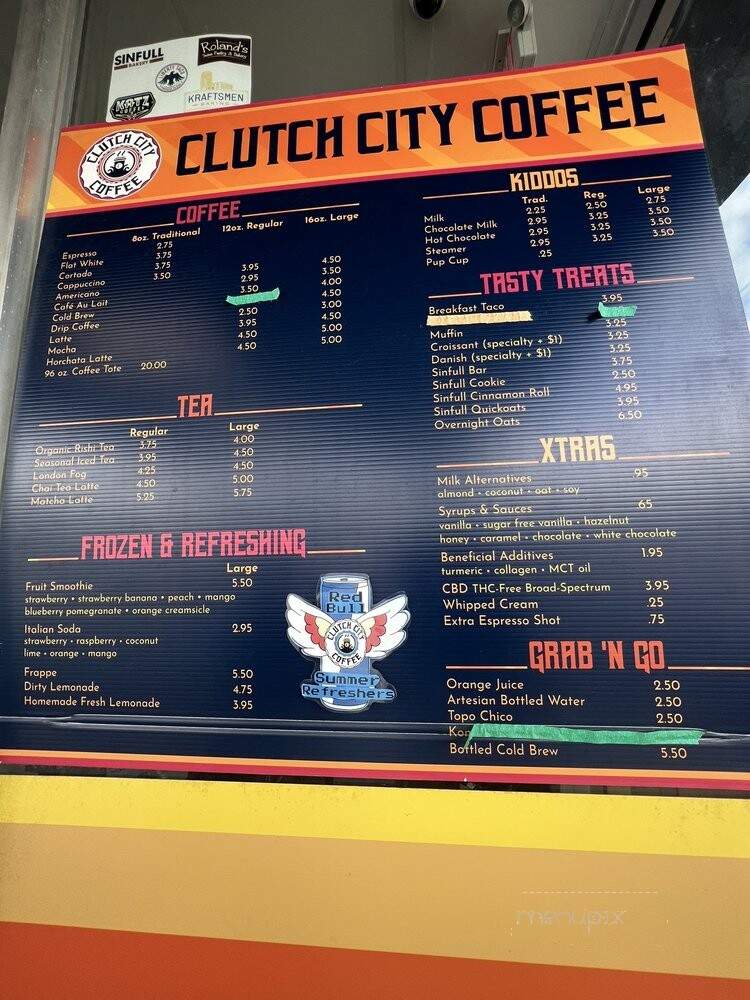 SINFULL
BAKERY
Roland's
KATZ
COFFEE
KRAFTSMEN
BAKING
CLUTCH CITY COFFEE
CLUTCH CITY
COFFEE
COFFEE
8oz. Traditional 12oz. Regular 16oz. Large
Espresso 2.75
Flat White 3.75
Cortado 3.75
Cappuccino 3.50 3.95 4.50
Americano 2.95 3.50
Café Au Lait 3.50 4.00
Cold Brew 4.50
Drip Coffee 2.50 3.00
Latte 3.95 4.50
Mocha 4.50 5.00
Horchata Latte 4.50 5.00
96 oz. Coffee Tote 20.00
TEA
Regular Large
Organic Rishi Tea 3.75 4.00
Seasonal Iced Tea 3.95 4.50
London Fog 4.25 4.50
Chai Tea Latte 4.50 5.00
Matcha Latte 5.25 5.75
FROZEN & REFRESHING
Large
Fruit Smoothie 5.50
strawberry • strawberry banana • peach • mango
blueberry pomegranate • orange creamsicle
Italian Soda 2.95
strawberry • raspberry • coconut
lime • orange • mango
Frappe 5.50
Dirty Lemonade 4.75
Homemade Fresh Lemonade 3.95
Red
Bull
CLUTCH CITY
COFFEE
Summer
Refreshers
KIDDOS
Trad. Reg. Large
Milk 2.25 2.50 2.75
Chocolate Milk 2.95 3.25 3.50
Hot Chocolate 2.95 3.25 3.50
Steamer 2.95 3.25 3.50
Pup Cup .25
TASTY TREATS
Breakfast Taco 3.95
Muffin 3.25
Croissant (specialty + $1) 3.25
Danish (specialty + $1) 3.25
Sinfull Bar 3.75
Sinfull Cookie 2.50
Sinfull Cinnamon Roll 4.95
Sinfull Quickoats 3.95
Overnight Oats 6.50
XTRAS
Milk Alternatives .95
almond • coconut • oat • soy
Syrups & Sauces 65
vanilla • sugar free vanilla • hazelnut
honey • caramel • chocolate • white chocolate
Beneficial Additives 1.95
turmeric • collagen • MCT oil
CBD THC-Free Broad-Spectrum 3.95
Whipped Cream .25
Extra Espresso Shot .75
GRAB 'N GO
Orange Juice 2.50
Artesian Bottled Water 2.50
Topo Chico 2.50
Bottled Cold Brew 5.50
menupix